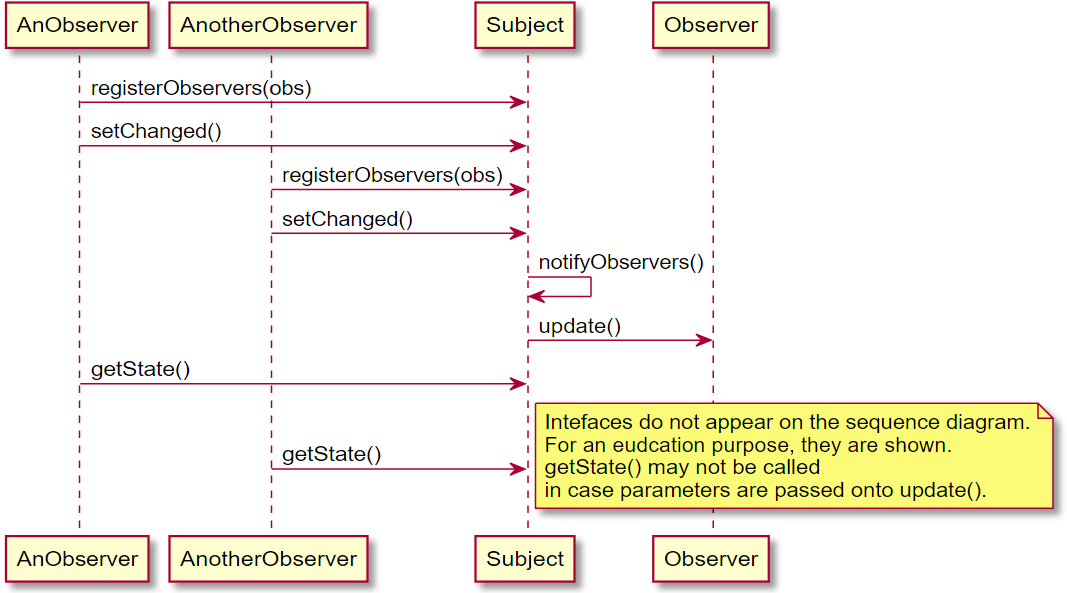 AnObserver
AnotherObserver
Subject
Observer
registerObservers(obs)
setChanged()
registerObservers(obs)
setChanged()
notifyObservers()
update()
getState()
Intefaces do not appear on the sequence diagram.
For an eudcation purpose, they are shown.
getState() may not be called
in case parameters are passed onto update().
getState()
AnObserver
AnotherObserver
Subject
Observer